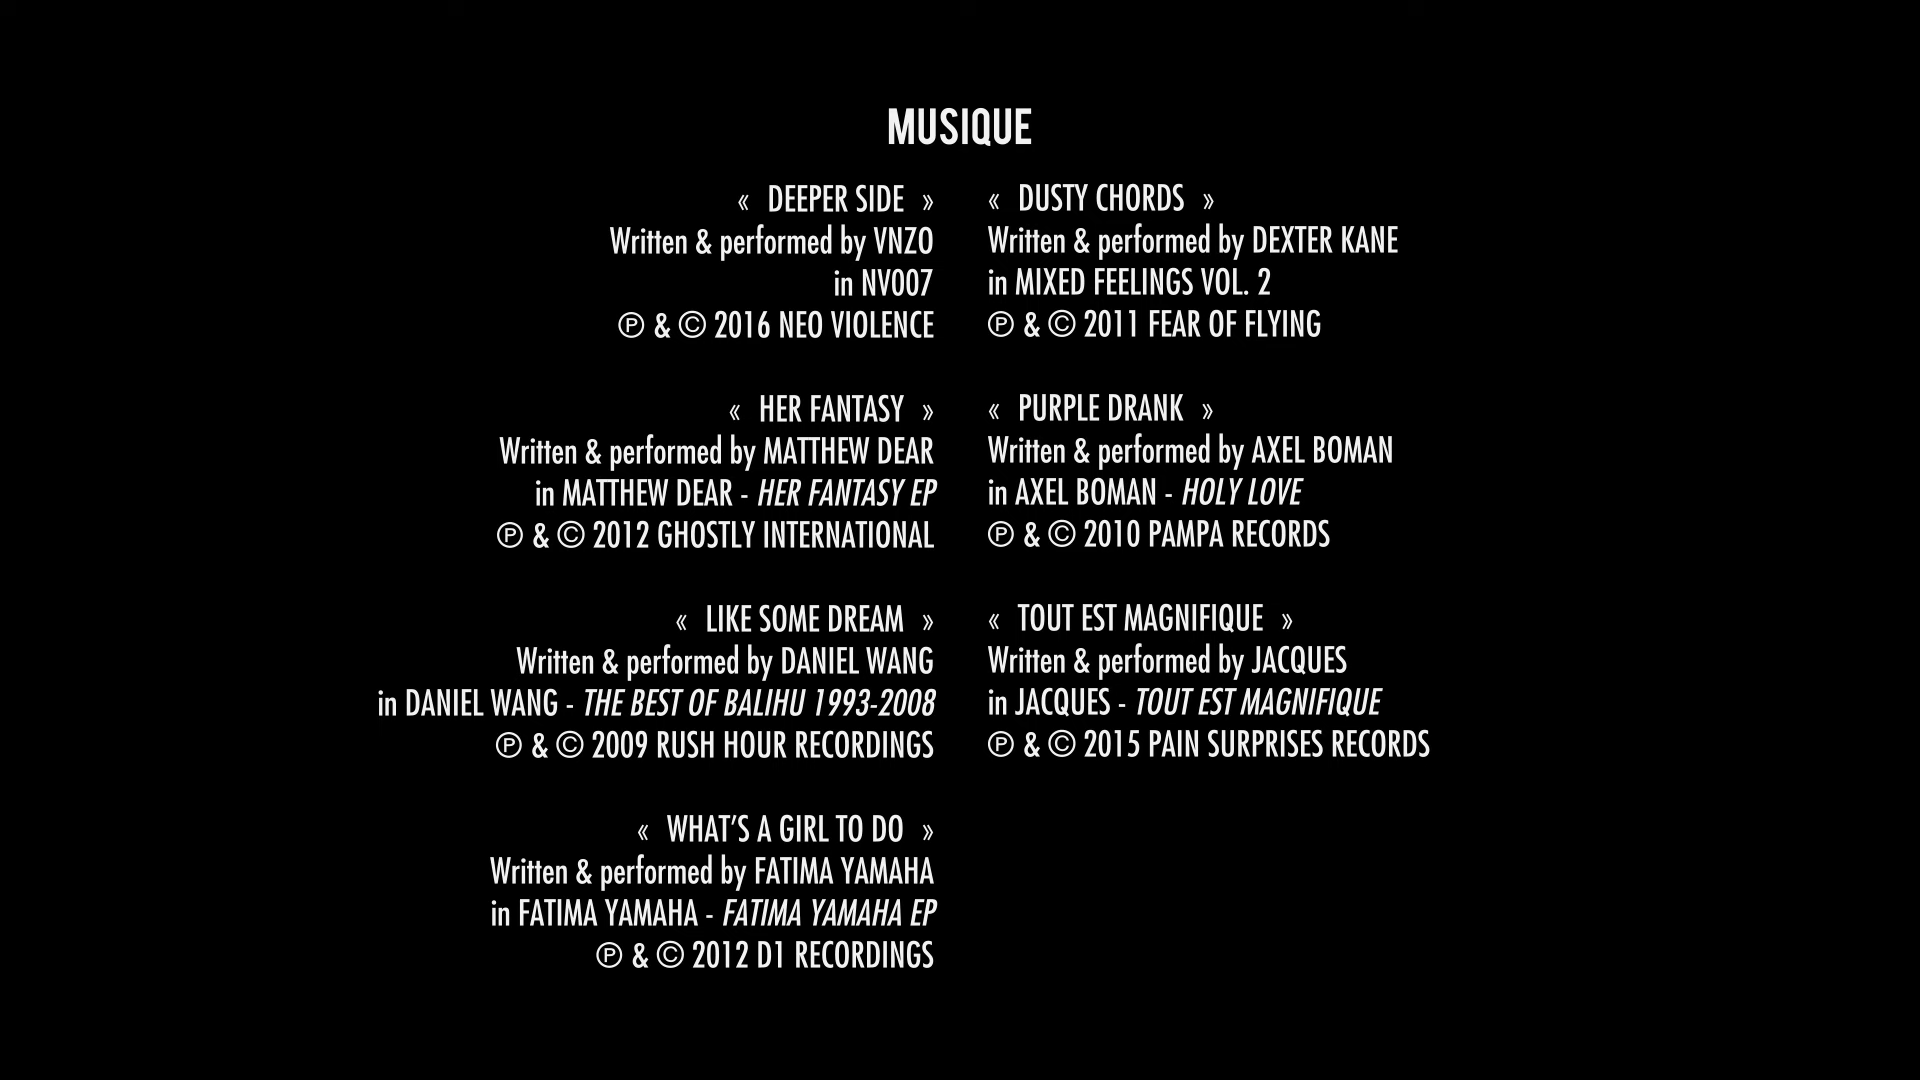 MUSIQUE
« DEEPER SIDE »
Written & performed by VNZO
in NV007
℗ & © 2016 NEO VIOLENCE
« HER FANTASY »
Written & performed by MATTHEW DEAR
in MATTHEW DEAR - HER FANTASY EP
℗ & © 2012 GHOSTLY INTERNATIONAL
« LIKE SOME DREAM »
Written & performed by DANIEL WANG
in DANIEL WANG - THE BEST OF BALIHU 1993-2008
℗ & © 2009 RUSH HOUR RECORDINGS
« WHAT’S A GIRL TO DO »
Written & performed by FATIMA YAMAHA
in FATIMA YAMAHA - FATIMA YAMAHA EP
℗ & © 2012 D1 RECORDINGS
« DUSTY CHORDS »
Written & performed by DEXTER KANE
in MIXED FEELINGS VOL. 2
℗ & © 2011 FEAR OF FLYING
« PURPLE DRANK »
Written & performed by AXEL BOMAN
in AXEL BOMAN - HOLY LOVE
℗ & © 2010 PAMPA RECORDS
« TOUT EST MAGNIFIQUE »
Written & performed by JACQUES
in JACQUES - TOUT EST MAGNIFIQUE
℗ & © 2015 PAIN SURPRISES RECORDS